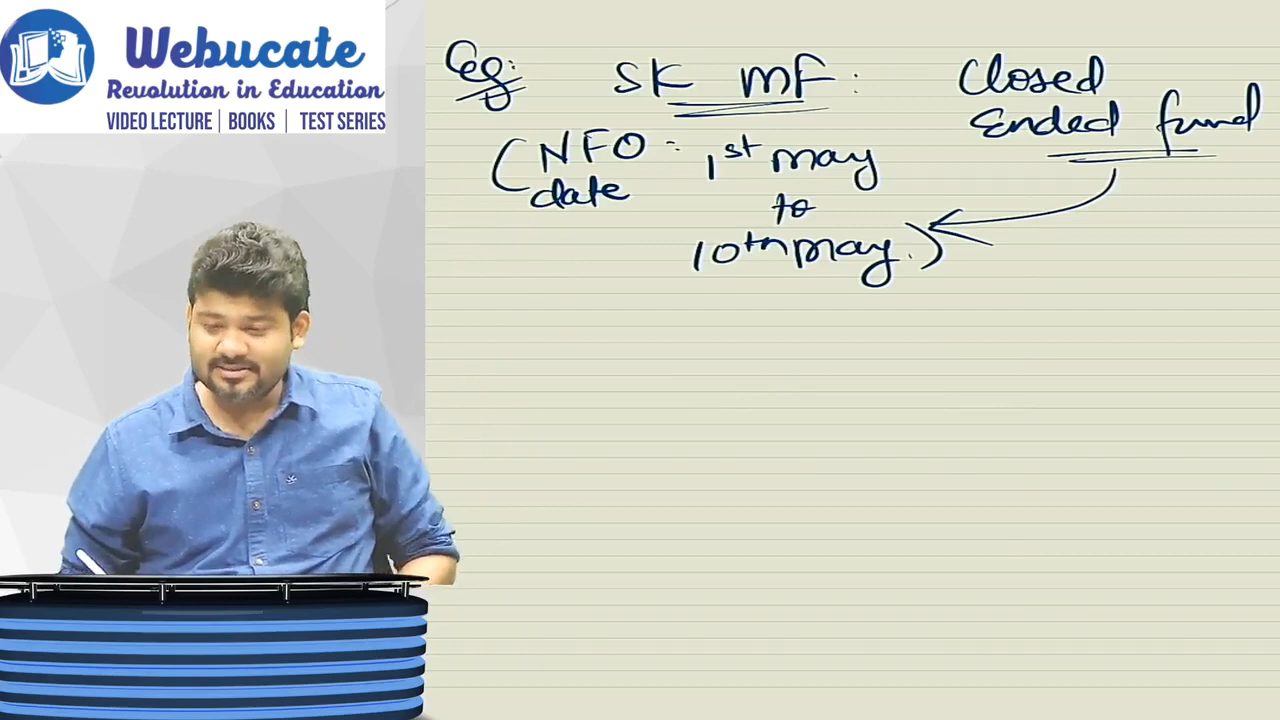 Webucate
Revolution in Education
VIDEO LECTURE | BOOKS | TEST SERIES
Eg:
SK MF :
Closed
Ended fund
(NFO : 1st may
date
to
10th may.)